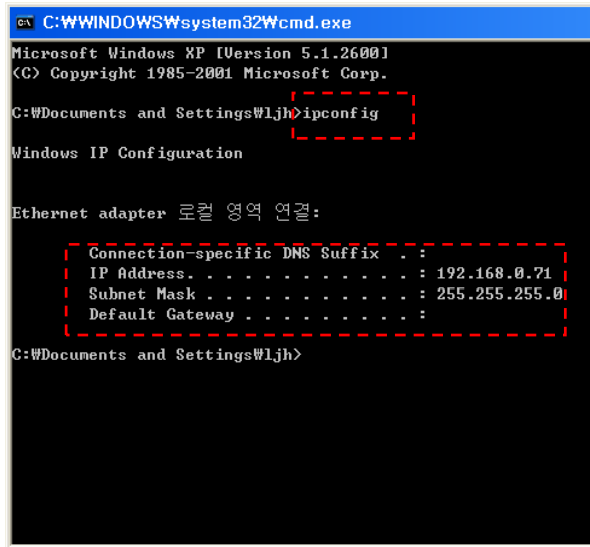 C:₩WINDOWS₩system32₩cmd.exe
Microsoft Windows XP [Version 5.1.2600]
(C) Copyright 1985-2001 Microsoft Corp.
C:₩Documents and Settings₩ljh>ipconfig
Windows IP Configuration
Ethernet adapter 로컬 영역 연결:
Connection-specific DNS Suffix . :
IP Address. . . . . . . . . . . . : 192.168.0.71
Subnet Mask . . . . . . . . . . . : 255.255.255.0
Default Gateway . . . . . . . . . :
C:₩Documents and Settings₩ljh>